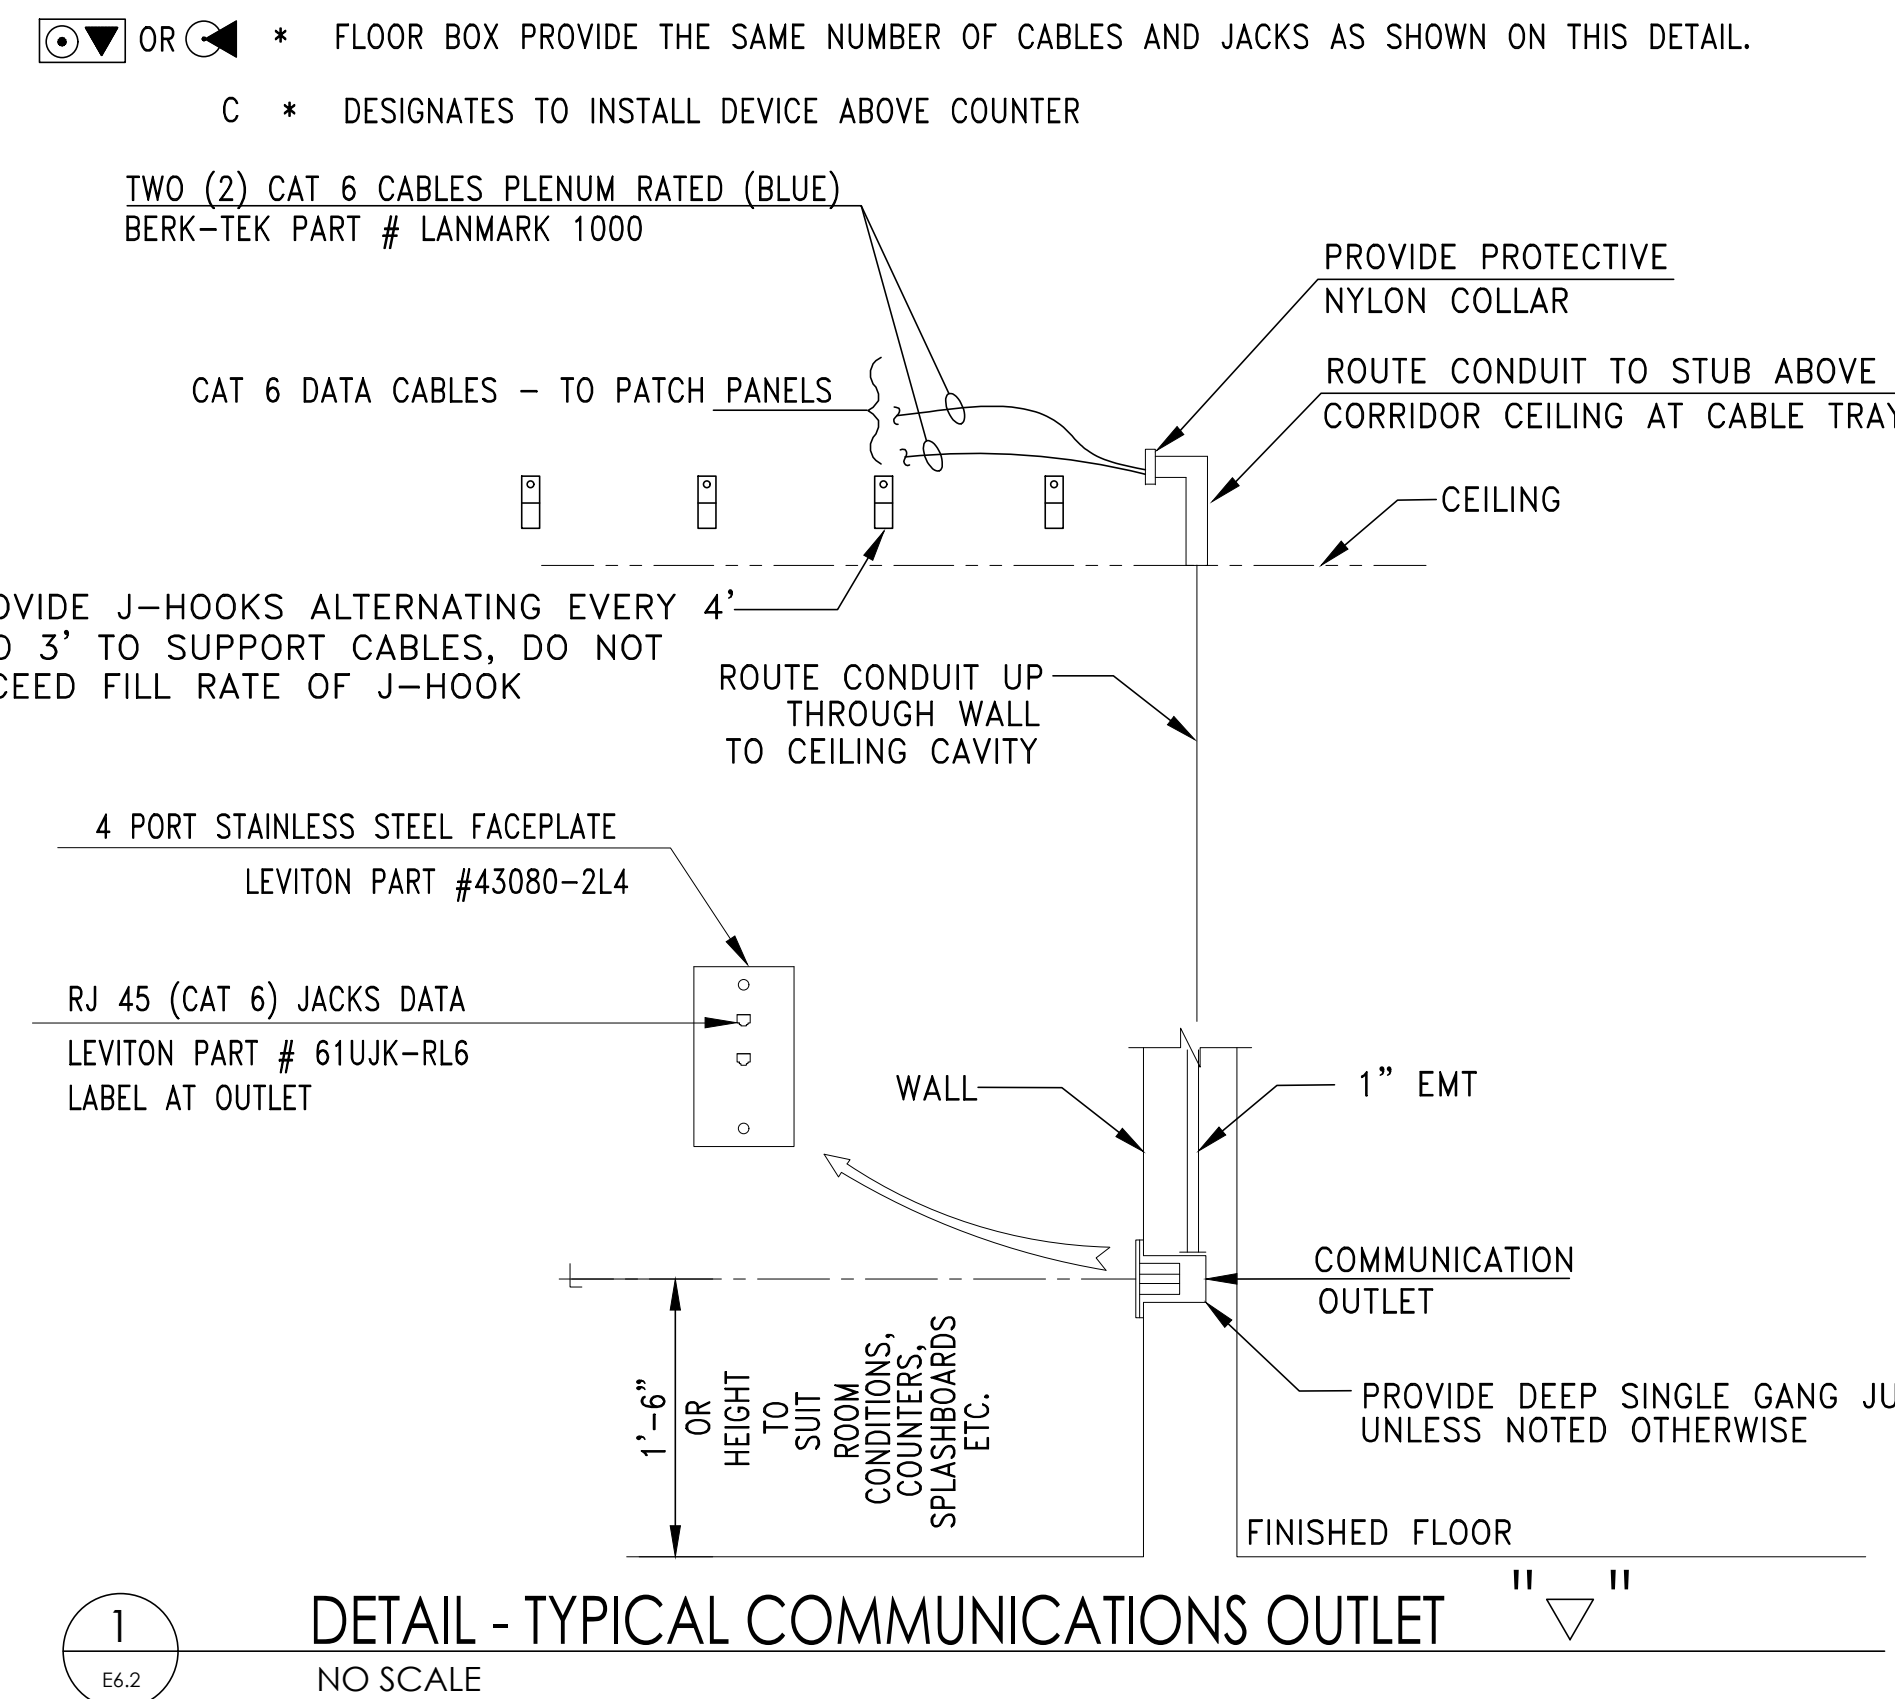 OR * FLOOR BOX PROVIDE THE SAME NUMBER OF CABLES AND JACKS AS SHOWN ON THIS DETAIL.
C * DESIGNATES TO INSTALL DEVICE ABOVE COUNTER
TWO (2) CAT 6 CABLES PLENUM RATED (BLUE)
BERK-TEK PART # LANMARK 1000
PROVIDE PROTECTIVE
NYLON COLLAR
CAT 6 DATA CABLES - TO PATCH PANELS
ROUTE CONDUIT TO STUB ABOVE
CORRIDOR CEILING AT CABLE TRAY
CEILING
OVIDE J-HOOKS ALTERNATING EVERY 4'
D 3' TO SUPPORT CABLES, DO NOT
CEED FILL RATE OF J-HOOK
ROUTE CONDUIT UP
THROUGH WALL
TO CEILING CAVITY
4 PORT STAINLESS STEEL FACEPLATE
LEVITON PART #43080-2L4
RJ 45 (CAT 6) JACKS DATA
LEVITON PART # 61UJK-RL6
LABEL AT OUTLET
WALL
1" EMT
COMMUNICATION
OUTLET
1'-6"
OR
HEIGHT
TO
SUIT
ROOM
CONDITIONS,
COUNTERS,
SPLASHBOARDS
ETC.
PROVIDE DEEP SINGLE GANG JU
UNLESS NOTED OTHERWISE
FINISHED FLOOR
1
E6.2
DETAIL - TYPICAL COMMUNICATIONS OUTLET "▽"
NO SCALE